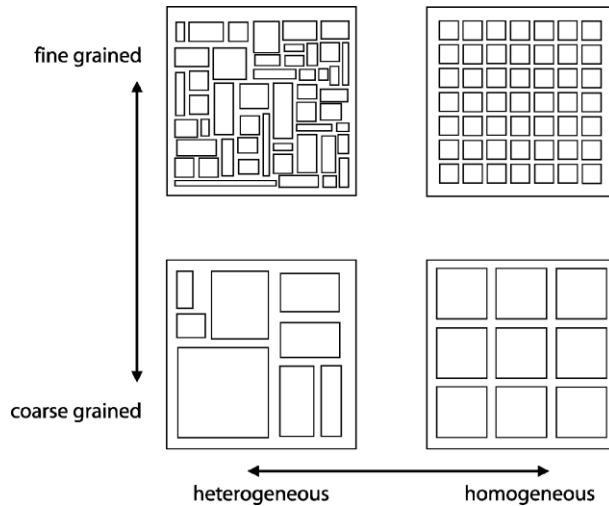 fine grained
coarse grained
heterogeneous
homogeneous